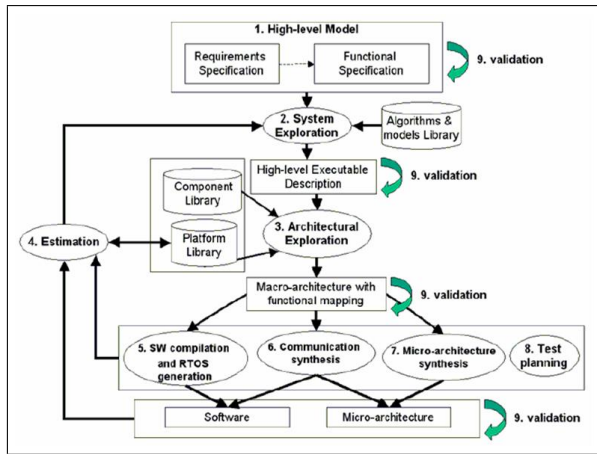 1. High-level Model
Requirements
Specification
Functional
Specification
9. validation
2. System
Exploration
Algorithms &
models Library
High-level Executable
Description
9. validation
Component
Library
Platform
Library
3. Architectural
Exploration
4. Estimation
Macro-architecture with
functional mapping
9. validation
5. SW compilation
and RTOS
generation
6. Communication
synthesis
7. Micro-architecture
synthesis
8. Test
planning
Software
Micro-architecture
9. validation